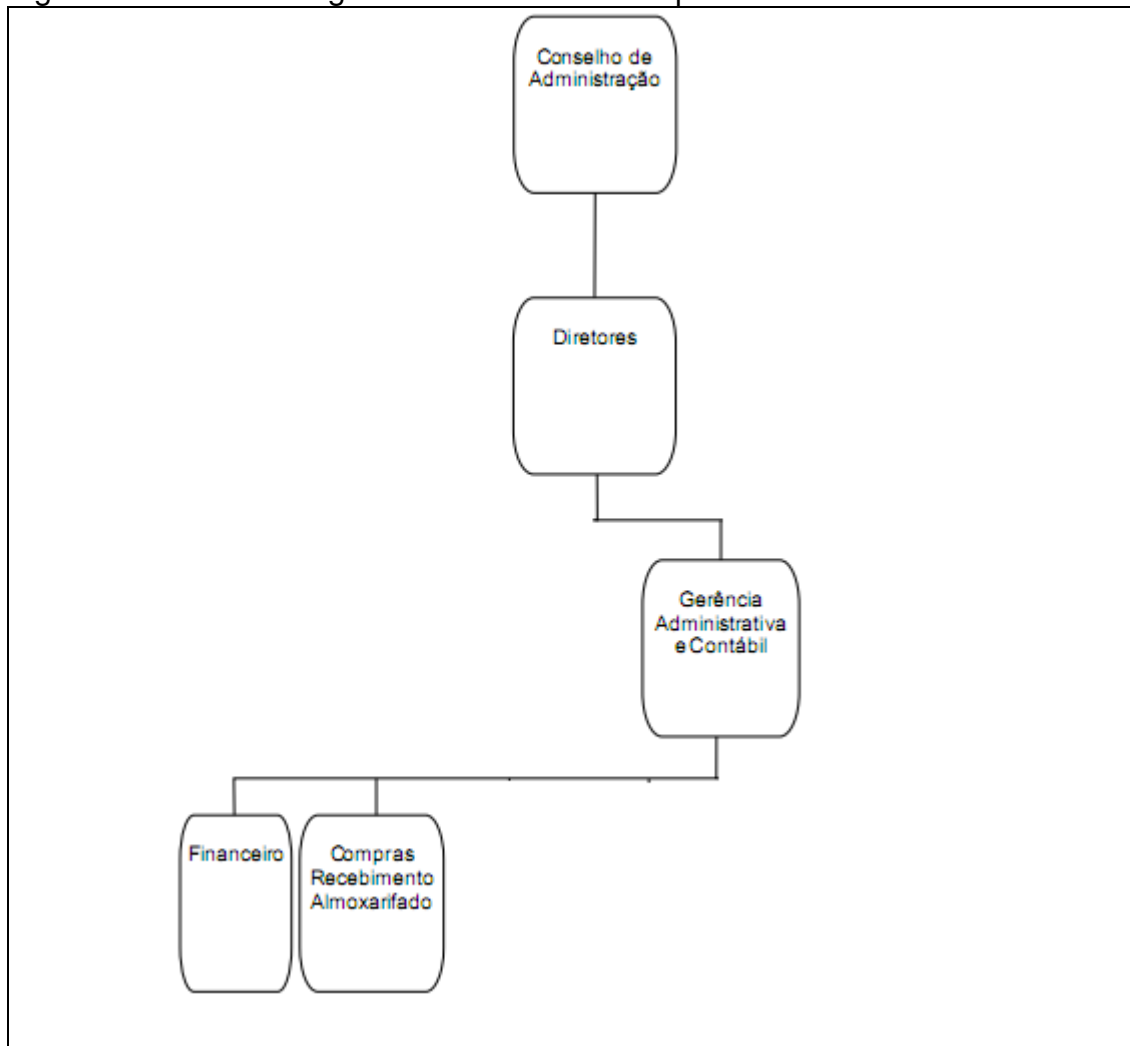 Conselho de
Administração
Diretores
Gerência
Administrativa
e Contábil
Financeiro
Compras
Recebimento
Almoxarifado